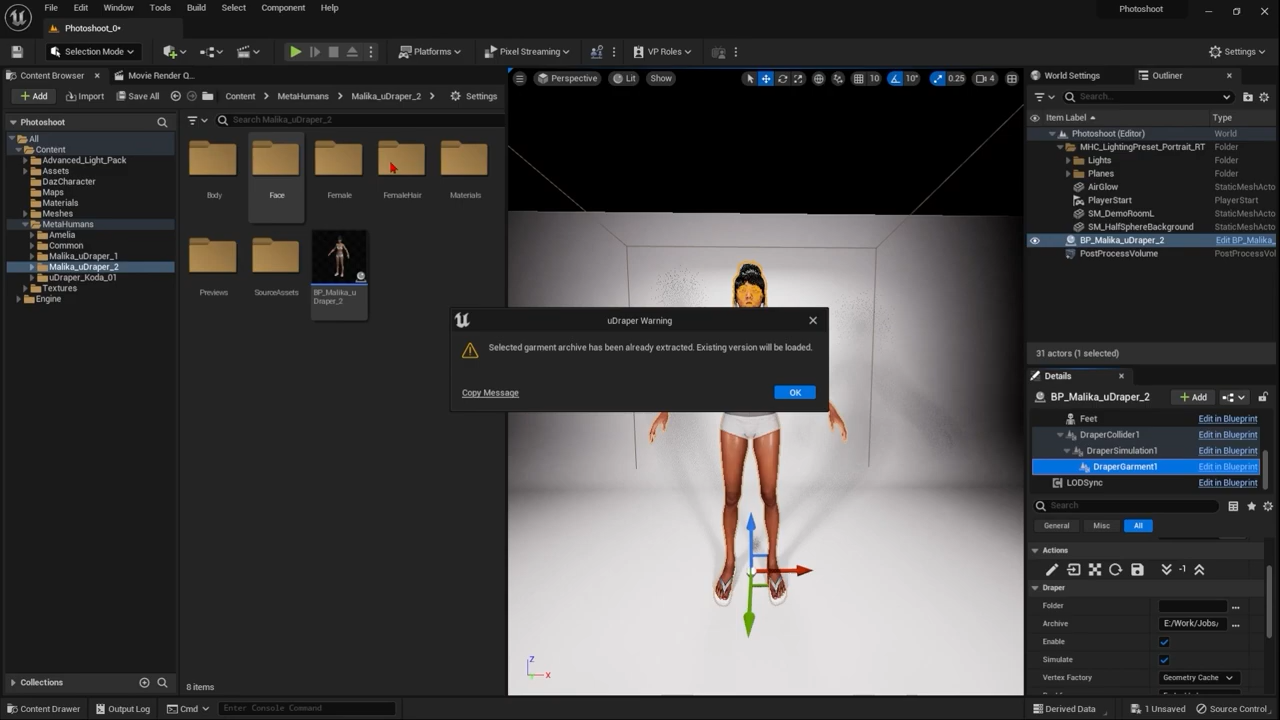 File Edit Window Tools Build Select Component Help
Photoshoot
Photoshoot_0*
Selection Mode
Platforms
Pixel Streaming
VP Roles
Settings
Content Browser
Movie Render Q...
Add
Import
Save All
Content
MetaHumans
Malika_uDraper_2
Settings
Photoshoot
Search Malika_uDraper_2
All
Content
Advanced_Light_Pack
Assets
DazCharacter
Maps
Materials
Meshes
MetaHumans
Amelia
Common
Malika_uDraper_1
Malika_uDraper_2
uDraper_Koda_01
Textures
Engine
Body
Face
Female
FemaleHair
Materials
Previews
SourceAssets
BP_Malika_u
Draper_2
8 items
Collections
Perspective
Lit
Show
10
10°
0.25
4
uDraper Warning
Selected garment archive has been already extracted. Existing version will be loaded.
Copy Message
OK
Z
X
World Settings
Outliner
Search...
Item Label
Type
Photoshoot (Editor) World
MHC_LightingPreset_Portrait_RT Folder
Lights Folder
Planes Folder
AirGlow StaticMeshActo
PlayerStart PlayerStart
SM_DemoRoomL StaticMeshActo
SM_HalfSphereBackground StaticMeshActo
BP_Malika_uDraper_2 Edit BP_Malika_
PostProcessVolume PostProcessVolu
31 actors (1 selected)
Details
BP_Malika_uDraper_2
Add
Feet Edit in Blueprint
DraperCollider1 Edit in Blueprint
DraperSimulation1 Edit in Blueprint
DraperGarment1 Edit in Blueprint
LODSync Edit in Blueprint
Search
General
Misc
All
Actions
-1
Draper
Folder
Archive E:/Work/Jobs/
Enable
Simulate
Vertex Factory Geometry Cache
Content Drawer
Output Log
Cmd
Enter Console Command
Derived Data
1 Unsaved
Source Control